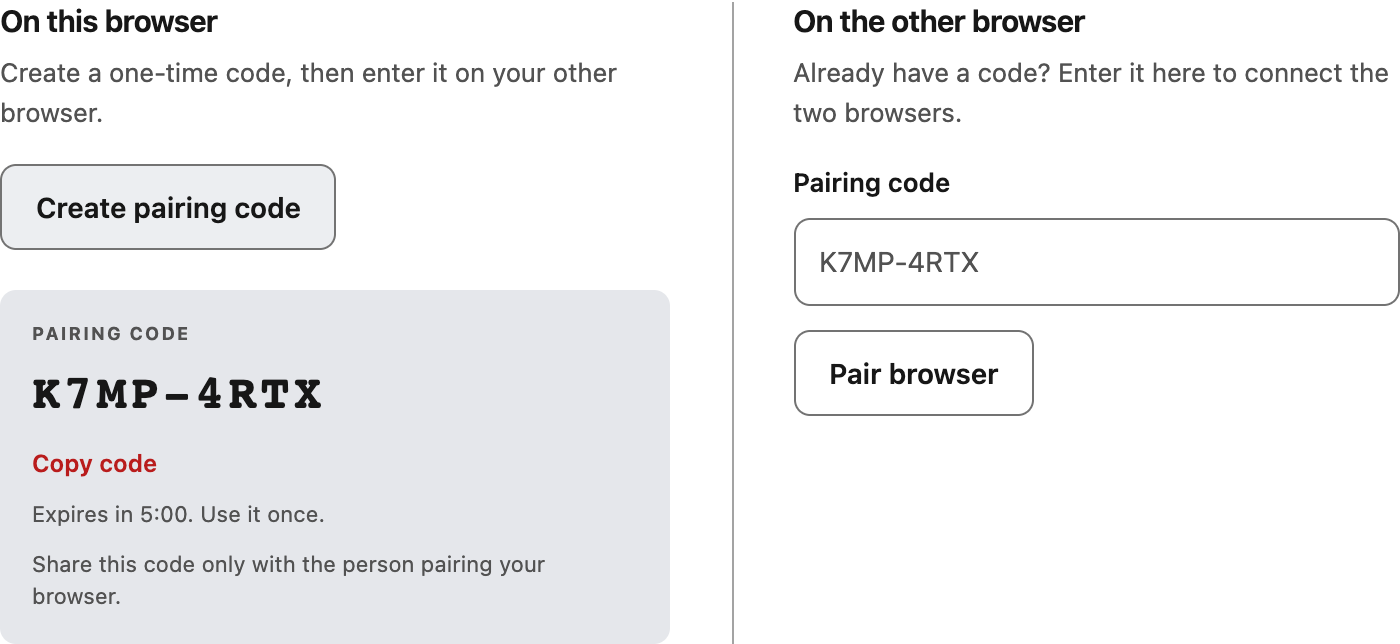 On this browser
Create a one-time code, then enter it on your other
browser.
Create pairing code
PAIRING CODE
K7MP-4RTX
Copy code
Expires in 5:00. Use it once.
Share this code only with the person pairing your
browser.
On the other browser
Already have a code? Enter it here to connect the
two browsers.
Pairing code
K7MP-4RTX
Pair browser